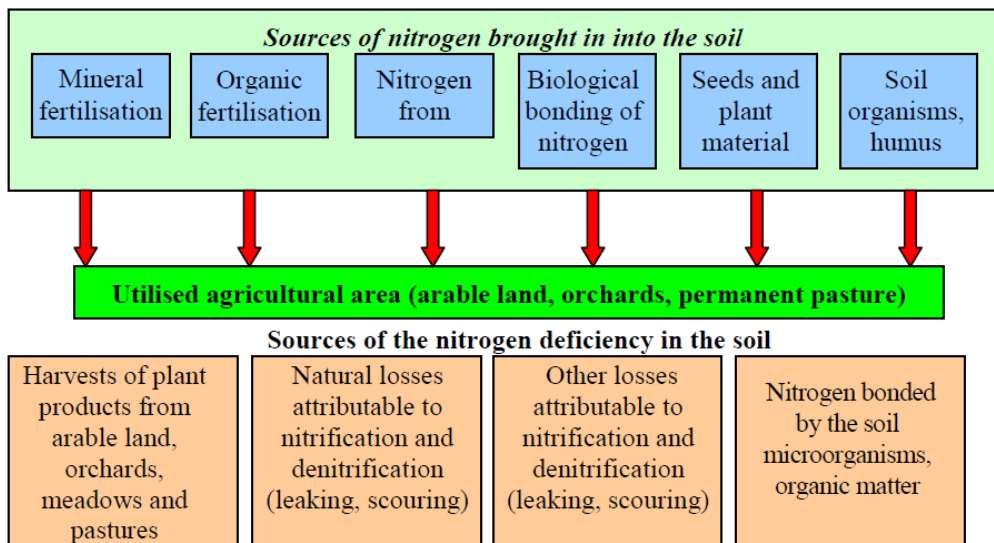 Sources of nitrogen brought in into the soil
Mineral
fertilisation
Organic
fertilisation
Nitrogen
from
Biological
bonding of
nitrogen
Seeds and
plant
material
Soil
organisms,
humus
Utilised agricultural area (arable land, orchards, permanent pasture)
Sources of the nitrogen deficiency in the soil
Harvests of plant
products from
arable land,
orchards,
meadows and
pastures
Natural losses
attributable to
nitrification and
denitrification
(leaking, scouring)
Other losses
attributable to
nitrification and
denitrification
(leaking, scouring)
Nitrogen bonded
by the soil
microorganisms,
organic matter